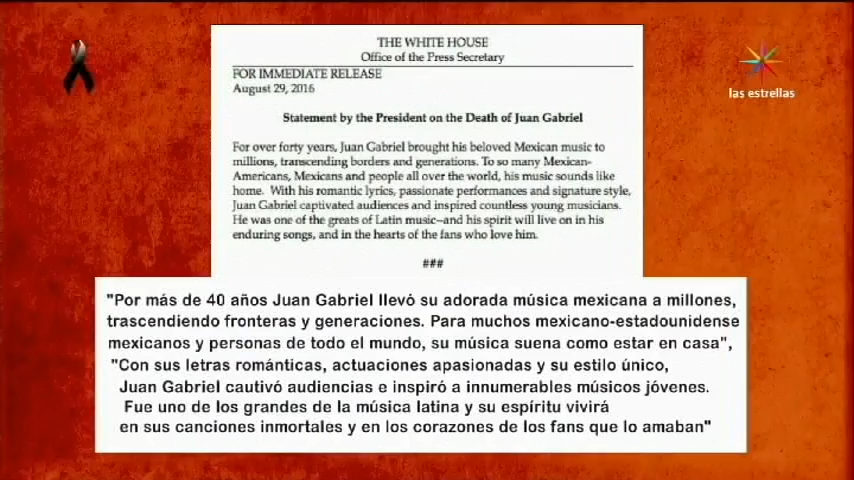 THE WHITE HOUSE
Office of the Press Secretary
FOR IMMEDIATE RELEASE
August 29, 2016
Statement by the President on the Death of Juan Gabriel
For over forty years, Juan Gabriel brought his beloved Mexican music to
millions, transcending borders and generations. To so many Mexican-
Americans, Mexicans and people all over the world, his music sounds like
home. With his romantic lyrics, passionate performances and signature style,
Juan Gabriel captivated audiences and inspired countless young musicians.
He was one of the greats of Latin music--and his spirit will live on in his
enduring songs, and in the hearts of the fans who love him.
###
las estrellas
"Por más de 40 años Juan Gabriel llevó su adorada música mexicana a millones,
trascendiendo fronteras y generaciones. Para muchos mexicano-estadounidense
mexicanos y personas de todo el mundo, su música suena como estar en casa",
"Con sus letras románticas, actuaciones apasionadas y su estilo único,
Juan Gabriel cautivó audiencias e inspiró a innumerables músicos jóvenes.
Fue uno de los grandes de la música latina y su espíritu vivirá
en sus canciones inmortales y en los corazones de los fans que lo amaban"